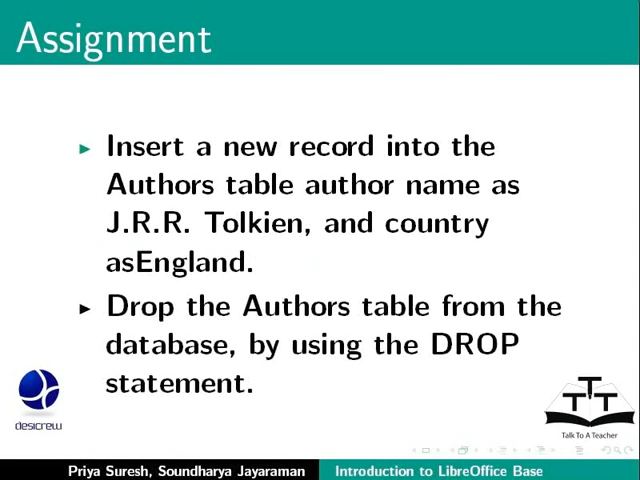 Assignment
Insert a new record into the
Authors table author name as
J.R.R. Tolkien, and country
asEngland.
Drop the Authors table from the
database, by using the DROP
statement.
desicrew
TTT
Talk To A Teacher
Priya Suresh, Soundharya Jayaraman Introduction to LibreOffice Base